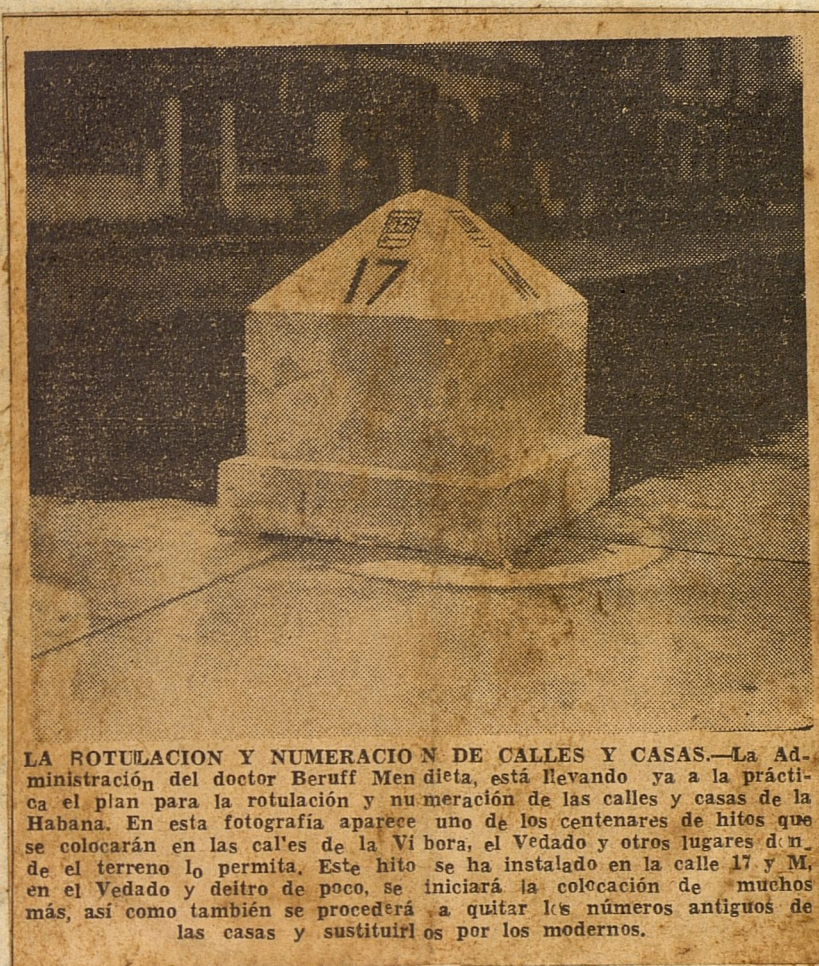 17
LA ROTULACION Y NUMERACION DE CALLES Y CASAS.—La Ad-
ministración del doctor Beruff Mendieta, está llevando ya a la prácti-
ca el plan para la rotulación y numeración de las calles y casas de la
Habana. En esta fotografía aparece uno de los centenares de hitos que
se colocarán en las cal'es de la Víbora, el Vedado y otros lugares don_
de el terreno lo permita. Este hito se ha instalado en la calle 17 y M,
en el Vedado y deitro de poco, se iniciará la colocación de muchos
más, así como también se procederá a quitar los números antiguos de
las casas y sustituirlos por los modernos.